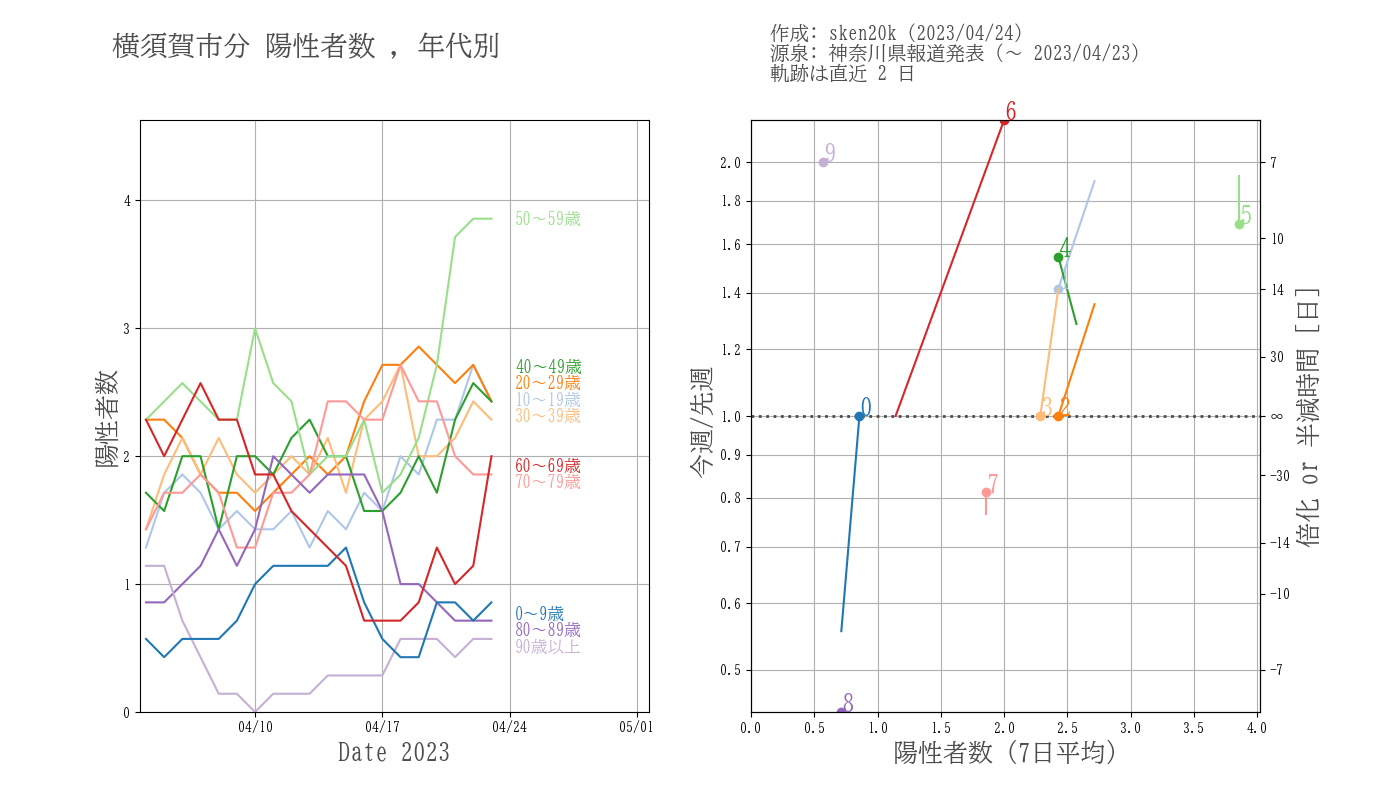 横須賀市分 陽性者数 , 年代別
作成: sken20k (2023/04/24)
源泉: 神奈川県報道発表 (～ 2023/04/23)
軌跡は直近 2 日
陽性者数
4
3
2
1
0
04/10
04/17
04/24
05/01
Date 2023
50～59歳
40～49歳
20～29歳
10～19歳
30～39歳
60～69歳
70～79歳
0～9歳
80～89歳
90歳以上
今週/先週
2.0
1.8
1.6
1.4
1.2
1.0
0.9
0.8
0.7
0.6
0.5
0.0
0.5
1.0
1.5
2.0
2.5
3.0
3.5
4.0
陽性者数 (7日平均)
6
9
5
4
1
0
3
2
7
8
7
10
14
30
∞
-30
-14
-10
-7
倍化 or 半減時間 [日]